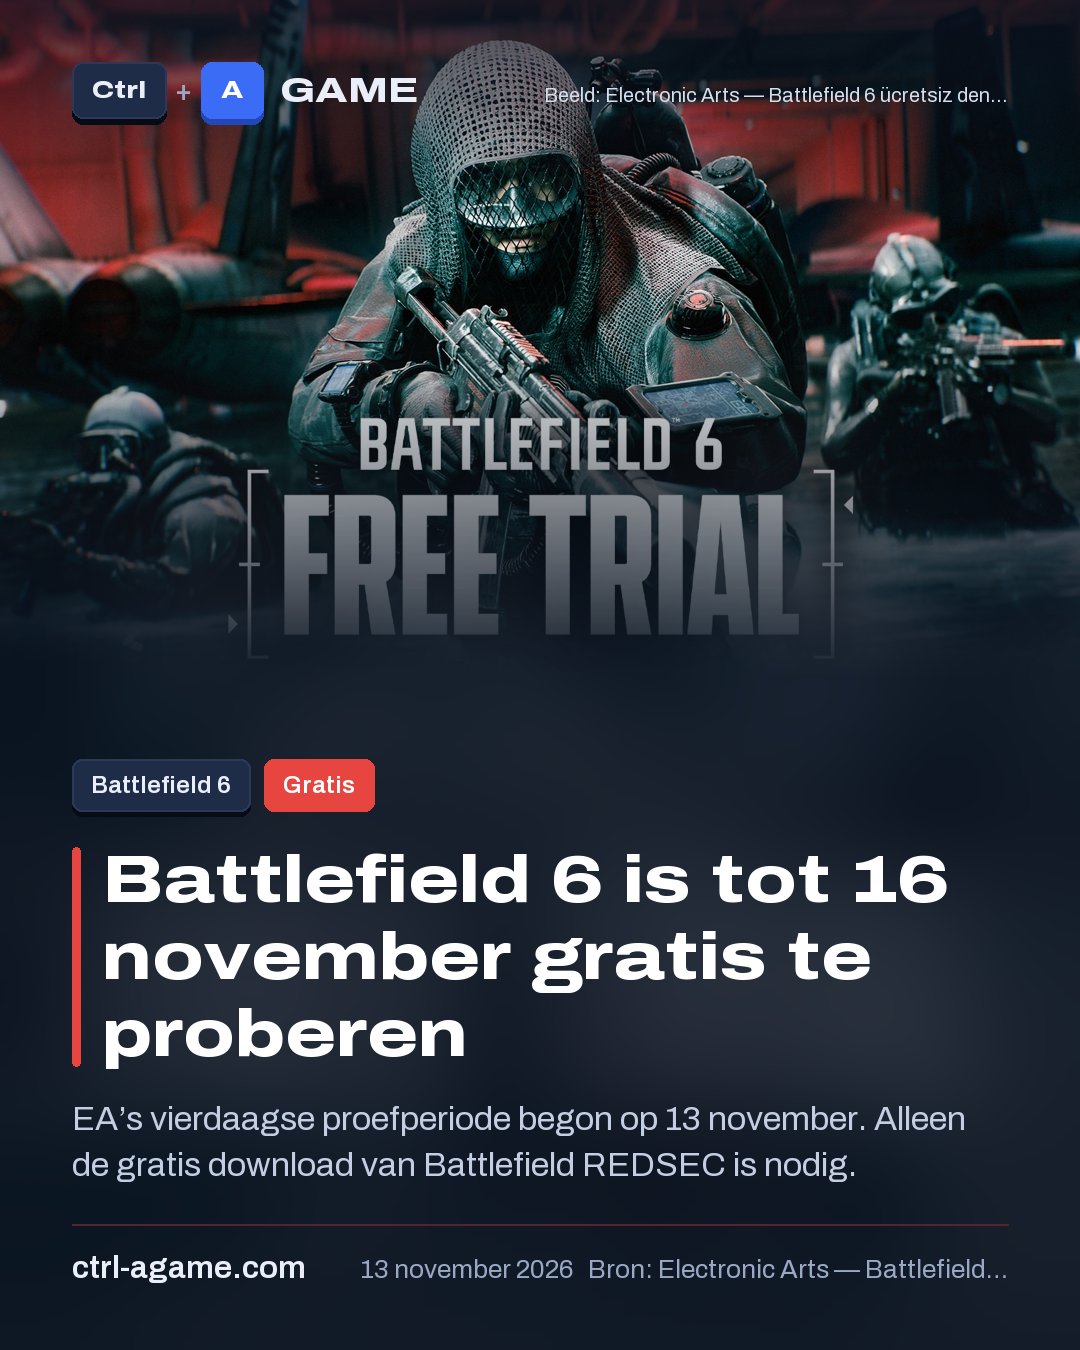 Ctrl + A GAME
Beeld: Electronic Arts — Battlefield 6 ücretsiz den...
BATTLEFIELD™ 6
FREE TRIAL
Battlefield 6 Gratis
Battlefield 6 is tot 16
november gratis te
proberen
EA’s vierdaagse proefperiode begon op 13 november. Alleen
de gratis download van Battlefield REDSEC is nodig.
ctrl-agame.com 13 november 2026 Bron: Electronic Arts — Battlefield...